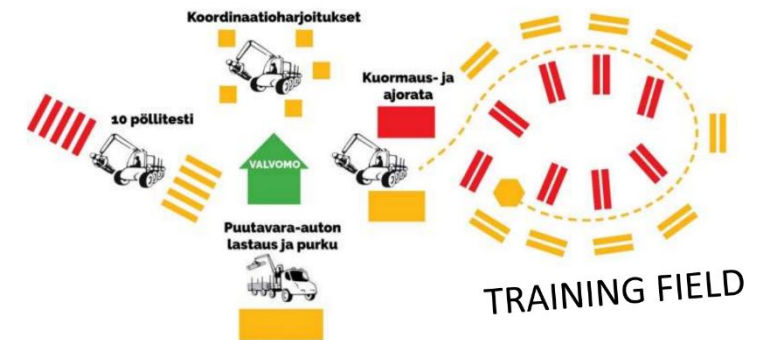 Koordinaatioharjoitukset
Kuormaus- ja
ajorata
10 pöllitesti
VALVOMO
Puutavara-auton
lastaus ja purku
TRAINING FIELD